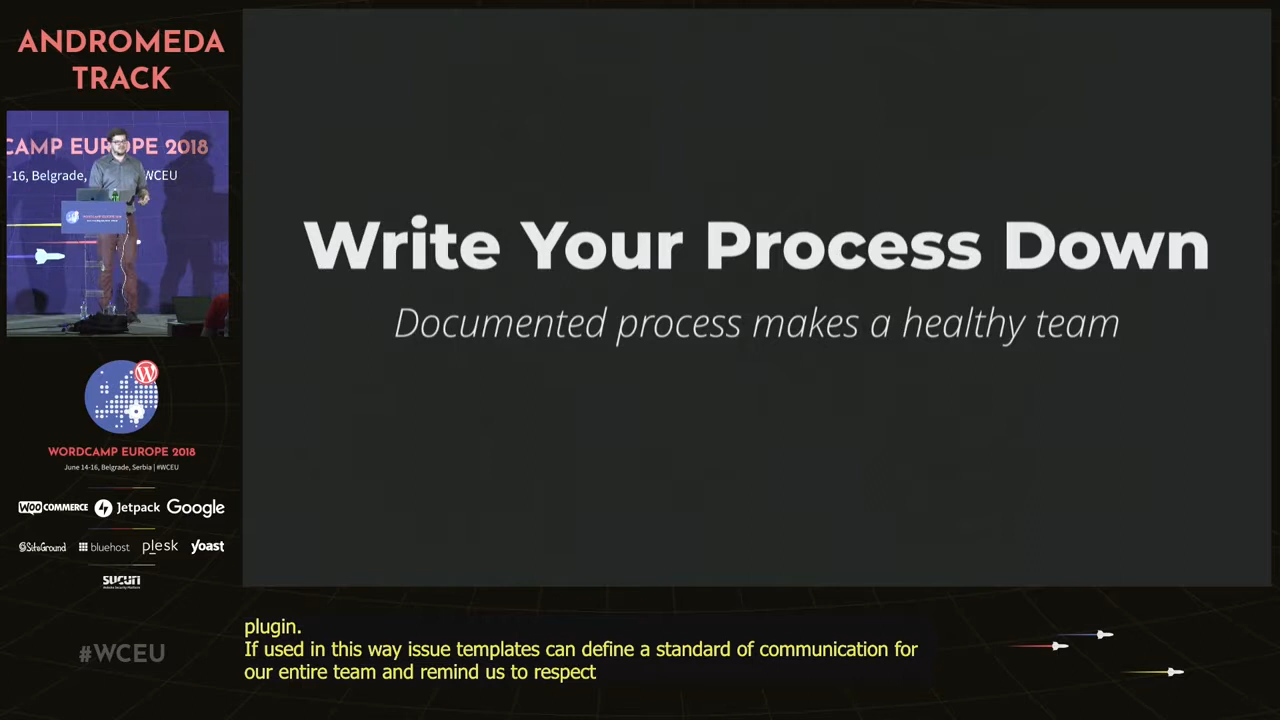 ANDROMEDA
TRACK
CAMP EUROPE 2018
-16, Belgrade, WCEU
W
WORDCAMP EUROPE 2018
June 14-16, Belgrade, Serbia | #WCEU
WOO COMMERCE Jetpack Google
SiteGround bluehost plesk yoast
SUCURI
#WCEU
Write Your Process Down
Documented process makes a healthy team
plugin.
If used in this way issue templates can define a standard of communication for
our entire team and remind us to respect